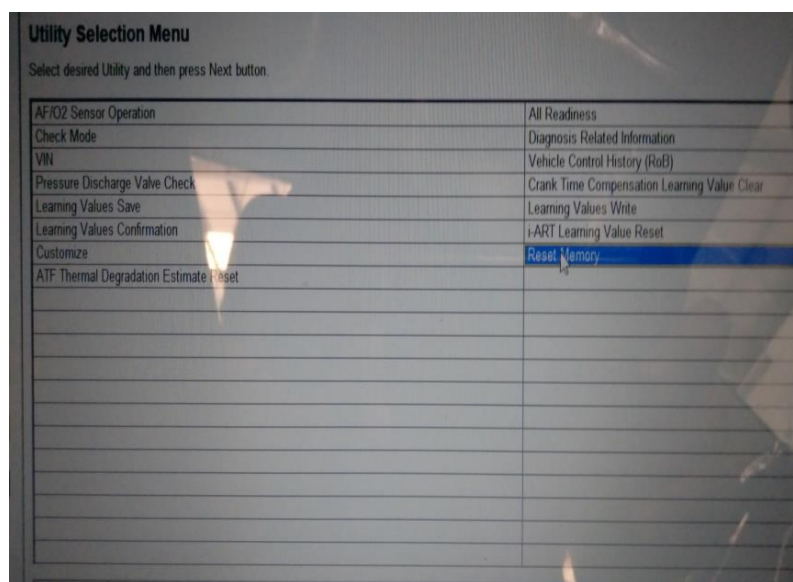 Utility Selection Menu
Select desired Utility and then press Next button.
AF/O2 Sensor Operation
All Readiness
Check Mode
Diagnosis Related Information
VIN
Vehicle Control History (RoB)
Pressure Discharge Valve Check
Crank Time Compensation Learning Value Clear
Learning Values Save
Learning Values Write
Learning Values Confirmation
i-ART Learning Value Reset
Customize
Reset Memory
ATF Thermal Degradation Estimate Reset